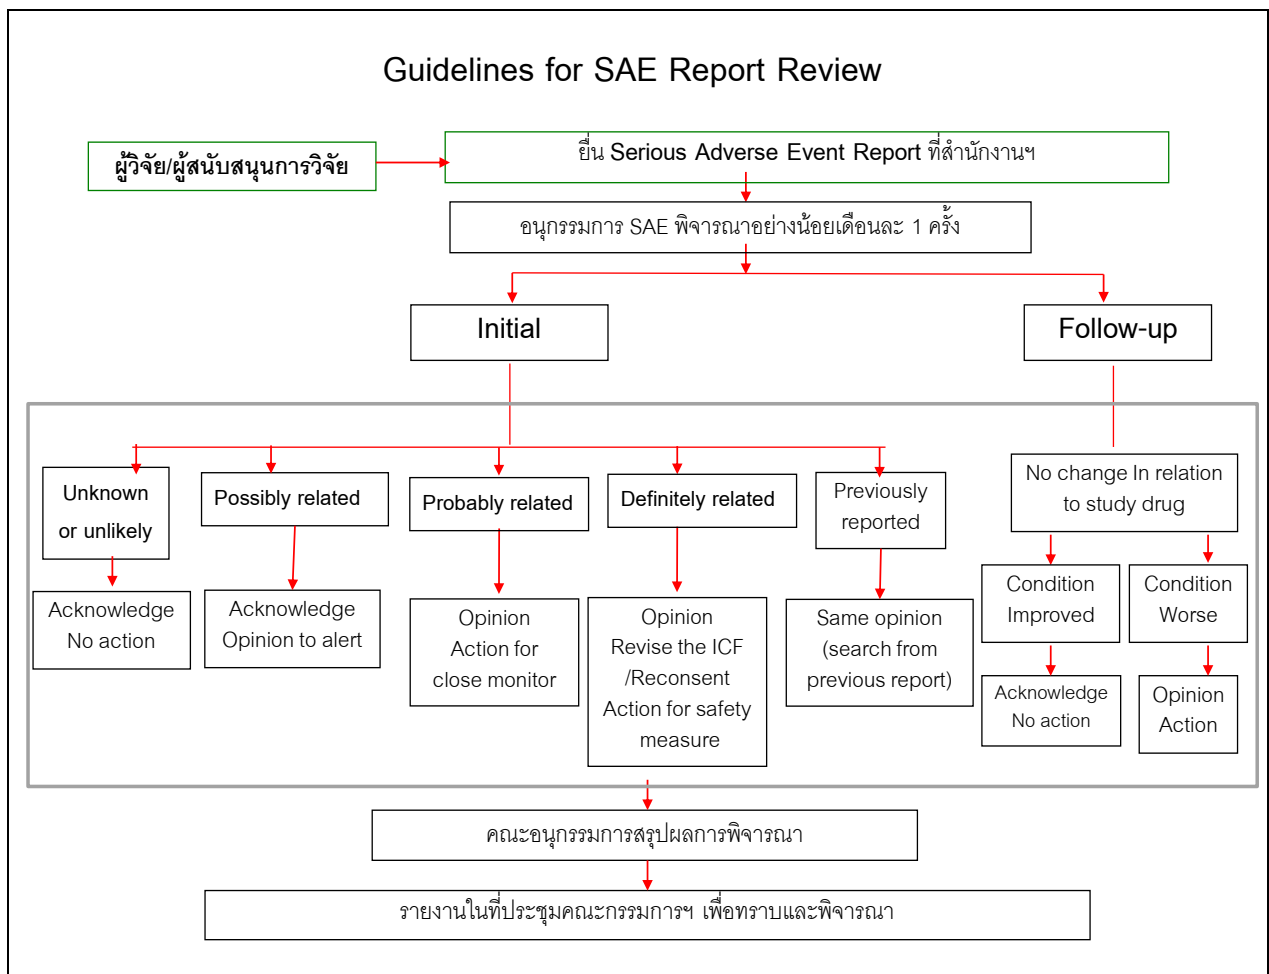 Guidelines for SAE Report Review
ผู้วิจัย/ผู้สนับสนุนการวิจัย
ยื่น Serious Adverse Event Report ที่สำนักงานฯ
อนุกรรมการ SAE พิจารณาอย่างน้อยเดือนละ 1 ครั้ง
Initial
Follow-up
Unknown
or unlikely
Possibly related
Probably related
Definitely related
Previously
reported
No change In relation
to study drug
Acknowledge
No action
Acknowledge
Opinion to alert
Opinion
Action for
close monitor
Opinion
Revise the ICF
/Reconsent
Action for safety
measure
Same opinion
(search from
previous report)
Condition
Improved
Condition
Worse
Acknowledge
No action
Opinion
Action
คณะอนุกรรมการสรุปผลการพิจารณา
รายงานในที่ประชุมคณะกรรมการฯ เพื่อทราบและพิจารณา